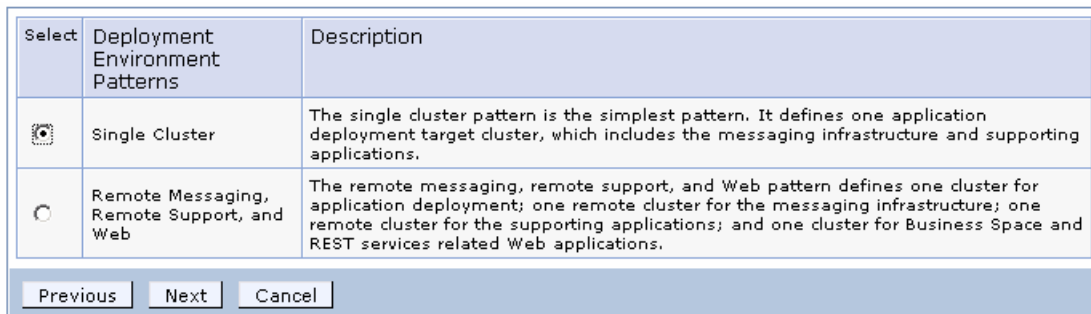 Select
Deployment
Environment
Patterns
Description
Single Cluster
The single cluster pattern is the simplest pattern. It defines one application
deployment target cluster, which includes the messaging infrastructure and supporting
applications.
Remote Messaging,
Remote Support, and
Web
The remote messaging, remote support, and Web pattern defines one cluster for
application deployment; one remote cluster for the messaging infrastructure; one
remote cluster for the supporting applications; and one cluster for Business Space and
REST services related Web applications.
Previous Next Cancel